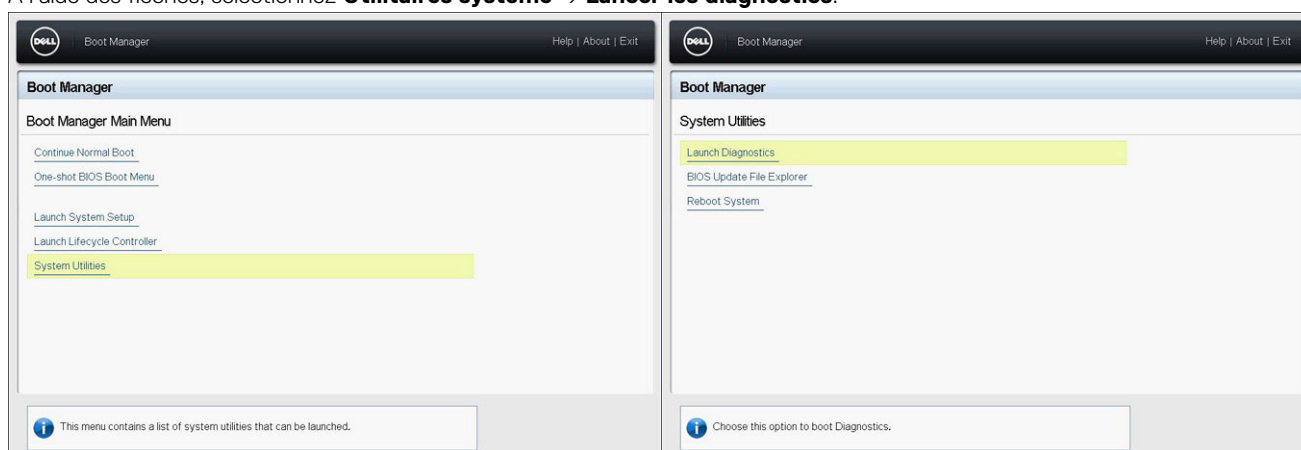 A l'aide des flèches, sélectionnez Utilitaires système → Lancer les diagnostics.
DELL Boot Manager Help | About | Exit
Boot Manager
Boot Manager Main Menu
Continue Normal Boot
One-shot BIOS Boot Menu
Launch System Setup
Launch Lifecycle Controller
System Utilities
This menu contains a list of system utilities that can be launched.
DELL Boot Manager Help | About | Exit
Boot Manager
System Utilities
Launch Diagnostics
BIOS Update File Explorer
Reboot System
Choose this option to boot Diagnostics.